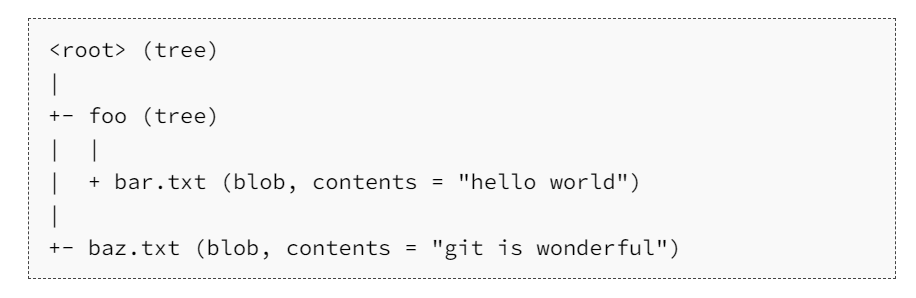 <root> (tree)
|
+- foo (tree)
|  |
|  + bar.txt (blob, contents = "hello world")
|
+- baz.txt (blob, contents = "git is wonderful")